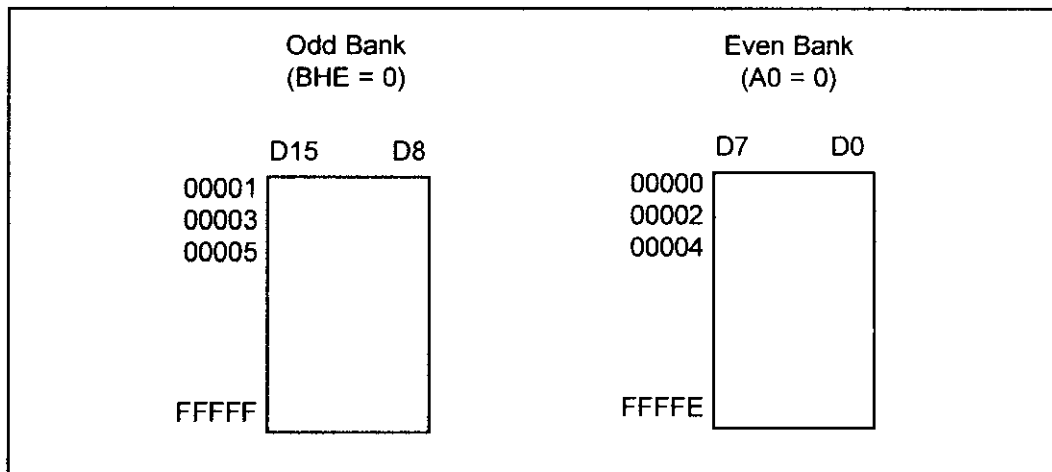 Odd Bank
(BHE = 0)
D15 D8
00001
00003
00005
FFFFF
Even Bank
(A0 = 0)
D7 D0
00000
00002
00004
FFFFE